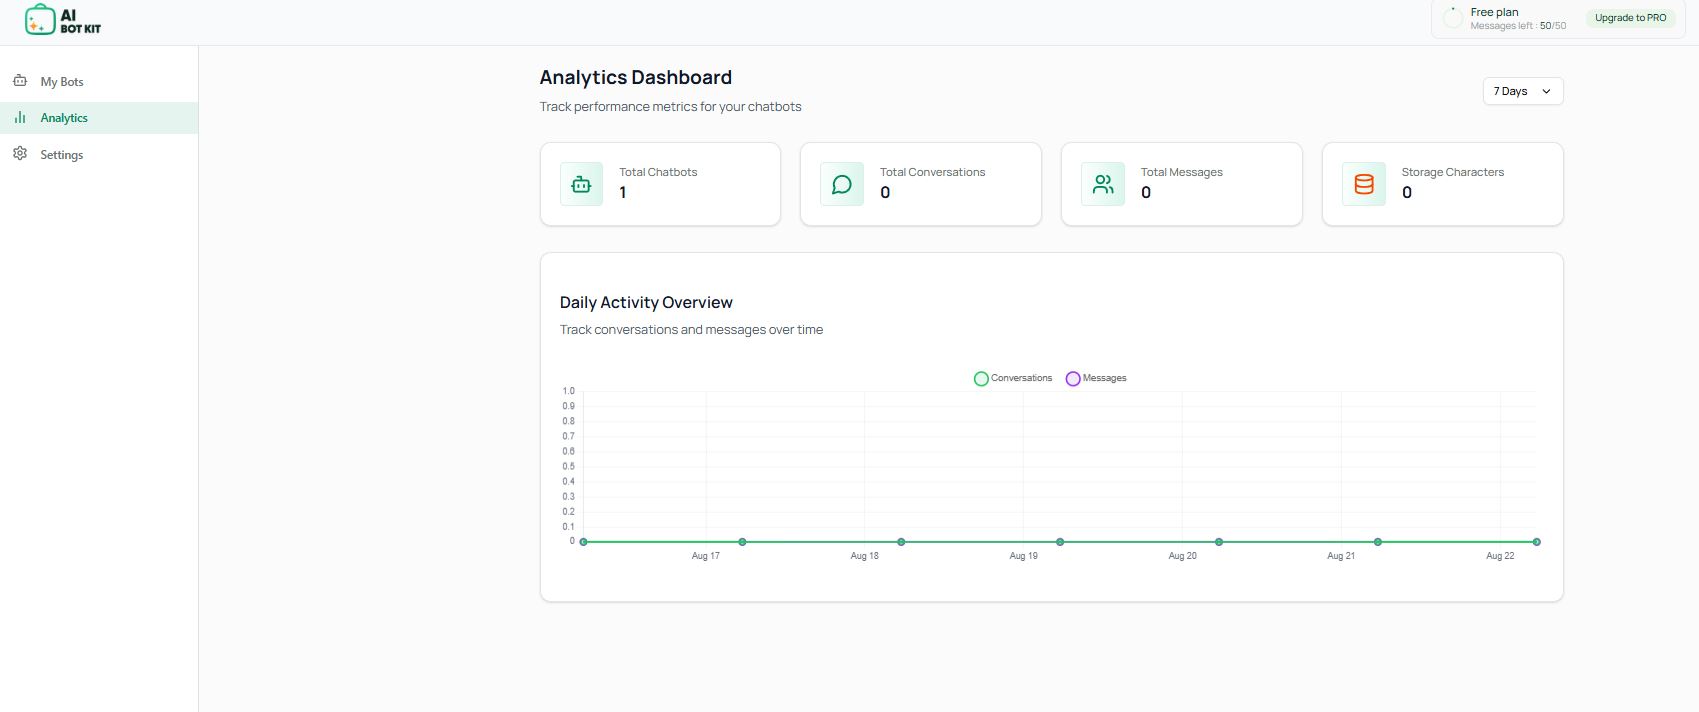 AI
BOT KIT
Free plan
Messages left : 50/50
Upgrade to PRO
My Bots
Analytics
Settings
Analytics Dashboard
Track performance metrics for your chatbots
7 Days
Total Chatbots
1
Total Conversations
0
Total Messages
0
Storage Characters
0
Daily Activity Overview
Track conversations and messages over time
Conversations
Messages
1.0
0.9
0.8
0.7
0.6
0.5
0.4
0.3
0.2
0.1
0
Aug 17
Aug 18
Aug 19
Aug 20
Aug 21
Aug 22